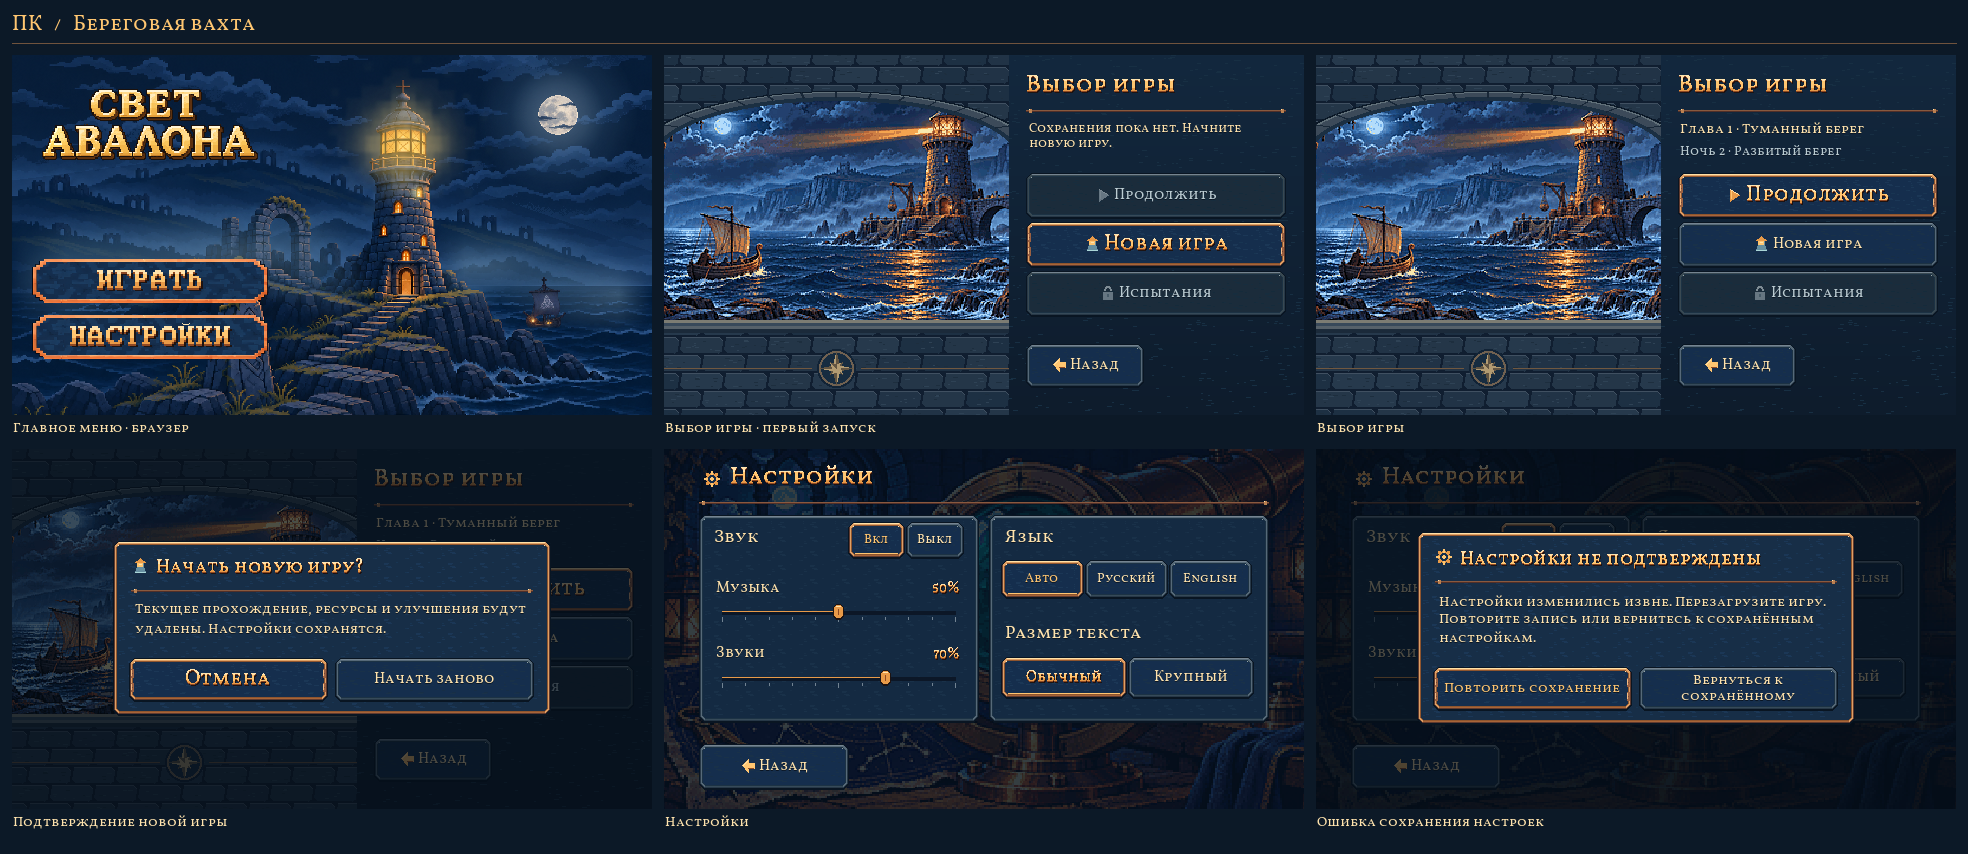 ПК / Береговая вахта
СВЕТ
АВАЛОНА
ИГРАТЬ
НАСТРОЙКИ
Главное меню · браузер
Выбор игры
Сохранения пока нет. Начните
новую игру.
Продолжить
Новая игра
Испытания
Назад
Выбор игры · первый запуск
Выбор игры
Глава 1 · Туманный берег
Ночь 2 · Разбитый берег
Продолжить
Новая игра
Испытания
Назад
Выбор игры
Выбор игры
Глава 1 · Туманный берег
Начать новую игру?
Текущее прохождение, ресурсы и улучшения будут
удалены. Настройки сохранятся.
Отмена
Начать заново
Назад
Подтверждение новой игры
Настройки
Звук
Вкл
Выкл
Музыка
50%
Звуки
70%
Язык
Авто
Русский
English
Размер текста
Обычный
Крупный
Назад
Настройки
Настройки
Звук
Настройки не подтверждены
Настройки изменились извне. Перезагрузите игру.
Повторите запись или вернитесь к сохранённым
настройкам.
Повторить сохранение
Вернуться к
сохранённому
Звуки
Назад
Ошибка сохранения настроек